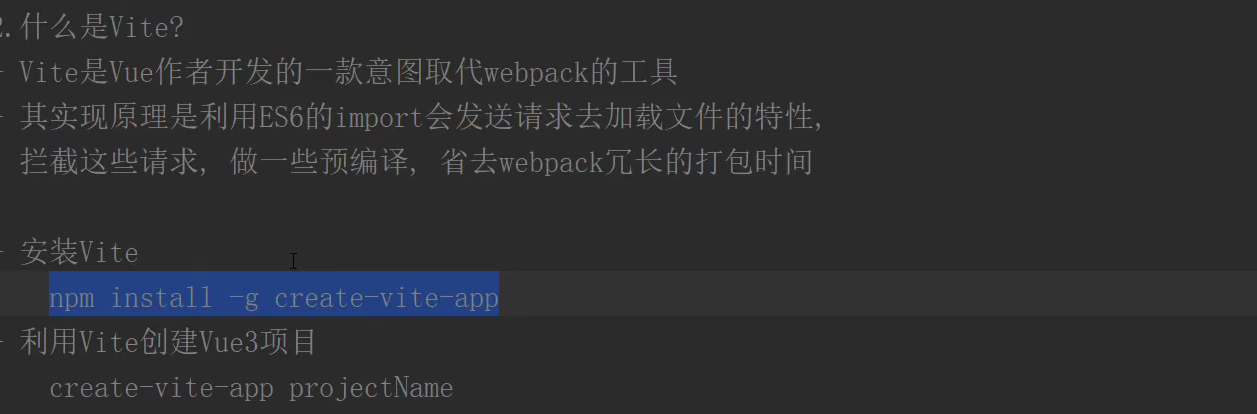 2.什么是Vite?
- Vite是Vue作者开发的一款意图取代webpack的工具
- 其实现原理是利用ES6的import会发送请求去加载文件的特性,
拦截这些请求, 做一些预编译, 省去webpack冗长的打包时间
- 安装Vite
npm install -g create-vite-app
- 利用Vite创建Vue3项目
create-vite-app projectName